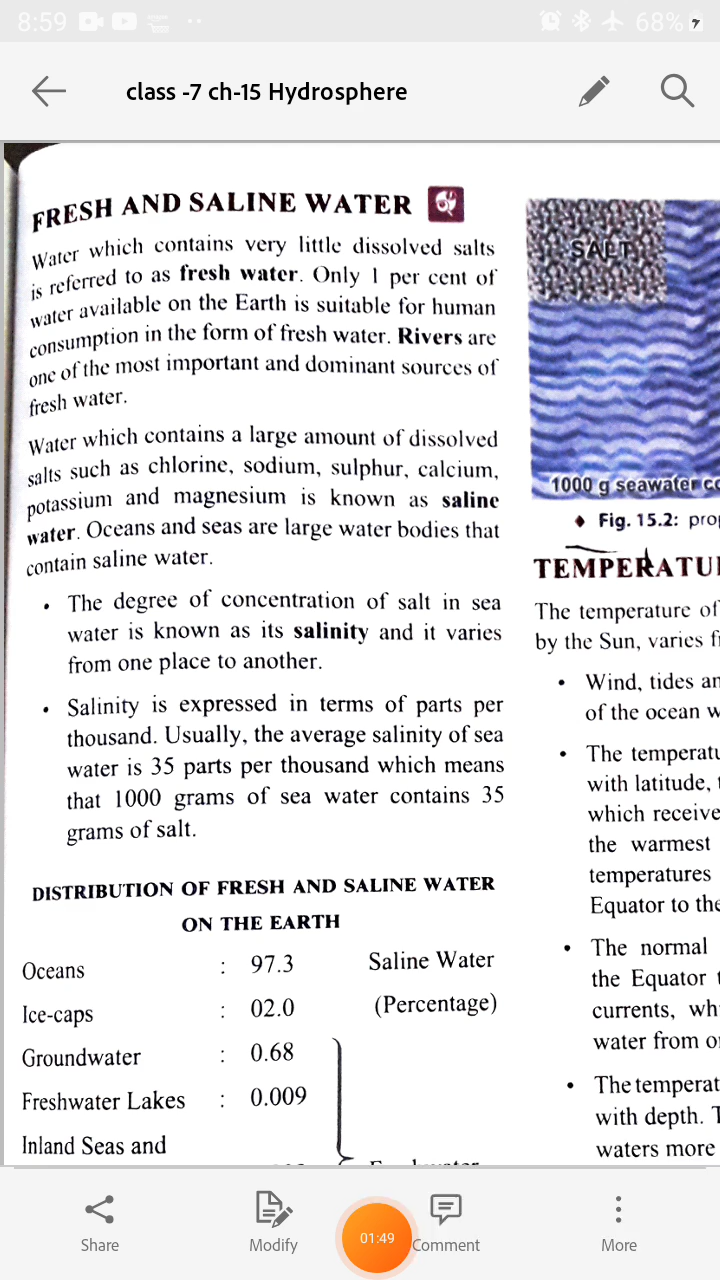 8:59
68%
class -7 ch-15 Hydrosphere
FRESH AND SALINE WATER
Water which contains very little dissolved salts
is referred to as fresh water. Only 1 per cent of
water available on the Earth is suitable for human
consumption in the form of fresh water. Rivers are
one of the most important and dominant sources of
fresh water.
Water which contains a large amount of dissolved
salts such as chlorine, sodium, sulphur, calcium,
potassium and magnesium is known as saline
water. Oceans and seas are large water bodies that
contain saline water.
• The degree of concentration of salt in sea
water is known as its salinity and it varies
from one place to another.
• Salinity is expressed in terms of parts per
thousand. Usually, the average salinity of sea
water is 35 parts per thousand which means
that 1000 grams of sea water contains 35
grams of salt.
DISTRIBUTION OF FRESH AND SALINE WATER
ON THE EARTH
Oceans : 97.3 Saline Water
Ice-caps : 02.0 (Percentage)
Groundwater : 0.68
Freshwater Lakes : 0.009
Inland Seas and
SALT
1000 g seawater co
♦ Fig. 15.2: prop
TEMPERATU
The temperature of
by the Sun, varies f
• Wind, tides an
of the ocean w
• The temperatu
with latitude, t
which receive
the warmest
temperatures
Equator to the
• The normal
the Equator t
currents, wh
water from o
• The temperat
with depth. T
waters more
Share
Modify
01:49
Comment
More